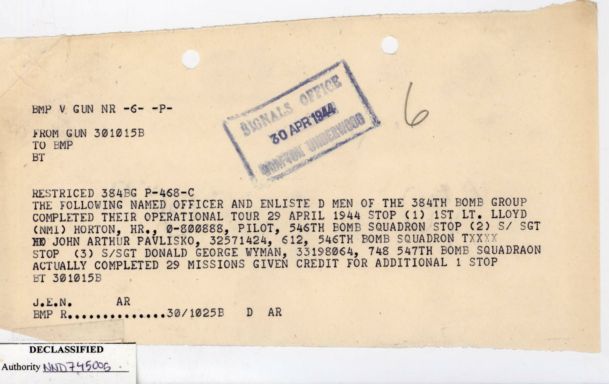 BMP V GUN NR -6- -P-
SIGNALS OFFICE
30 APR 1944
GRAFTON UNDERWOOD
6
FROM GUN 301015B
TO BMP
BT
RESTRICED 384BG P-468-C
THE FOLLOWING NAMED OFFICER AND ENLISTE D MEN OF THE 384TH BOMB GROUP
COMPLETED THEIR OPERATIONAL TOUR 29 APRIL 1944 STOP (1) 1ST LT. LLOYD
(NMI) HORTON, HR., 0-800888, PILOT, 546TH BOMB SQUADRON STOP (2) S/ SGT
JOHN ARTHUR PAVLISKO, 32571424, 612, 546TH BOMB SQUADRON TXXXX
STOP (3) S/SGT DONALD GEORGE WYMAN, 33198064, 748 547TH BOMB SQUADRAON
ACTUALLY COMPLETED 29 MISSIONS GIVEN CREDIT FOR ADDITIONAL 1 STOP
BT 301015B
J.E.N. AR
BMP R..............30/1025B D AR
DECLASSIFIED
Authority NND745005